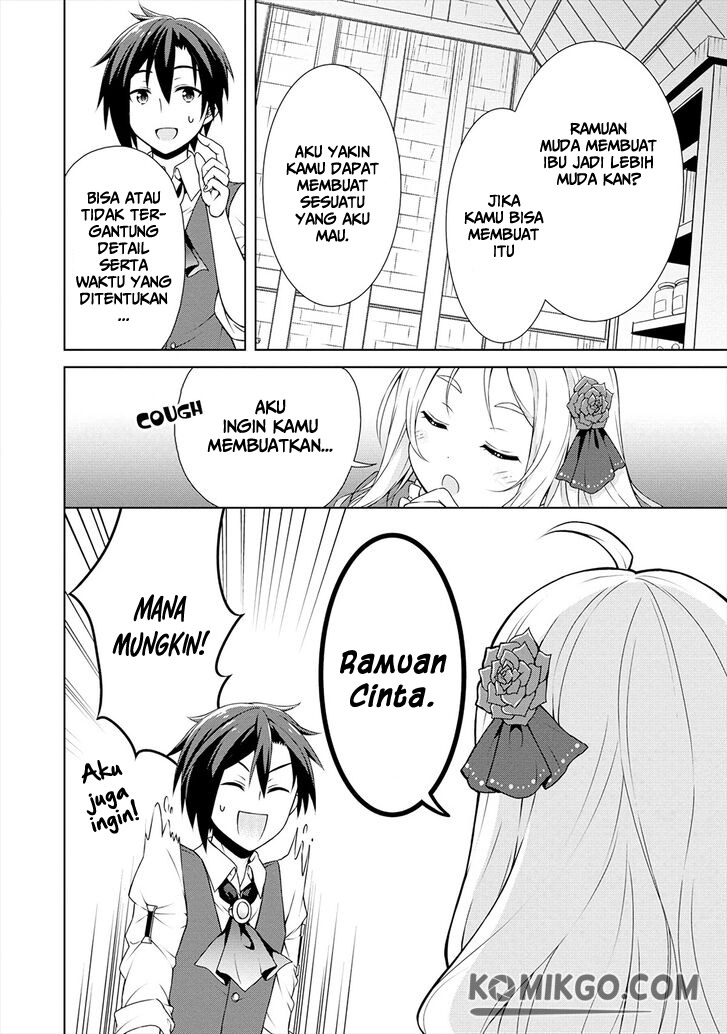 RAMUAN
MUDA MEMBUAT
IBU JADI LEBIH
MUDA KAN?
JIKA
KAMU BISA
MEMBUAT
ITU
AKU YAKIN
KAMU DAPAT
MEMBUAT
SESUATU
YANG AKU
MAU.
BISA ATAU
TIDAK TER-
GANTUNG
DETAIL
SERTA
WAKTU YANG
DITENTUKAN
...
AKU
INGIN KAMU
MEMBUATKAN...
COUGH
Ramuan
Cinta.
MANA
MUNGKIN!
Aku
juga
ingin!
KOMIKGO.COM